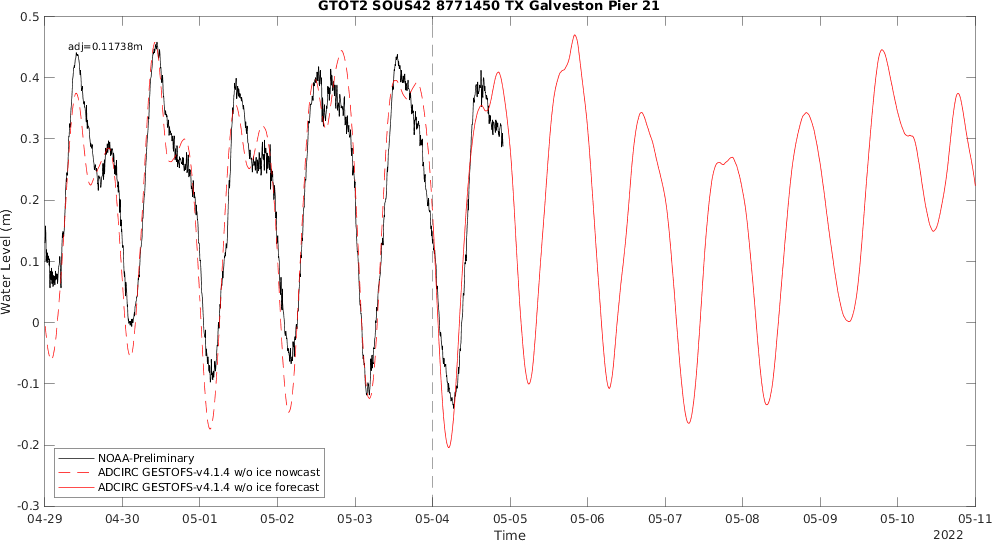 GTOT2 SOUS42 8771450 TX Galveston Pier 21
adj=0.11738m
0.5
0.4
0.3
0.2
0.1
0
-0.1
-0.2
-0.3
Water Level (m)
NOAA-Preliminary
ADCIRC GESTOFS-v4.1.4 w/o ice nowcast
ADCIRC GESTOFS-v4.1.4 w/o ice forecast
04-29 04-30 05-01 05-02 05-03 05-04 05-05 05-06 05-07 05-08 05-09 05-10 05-11
Time
2022